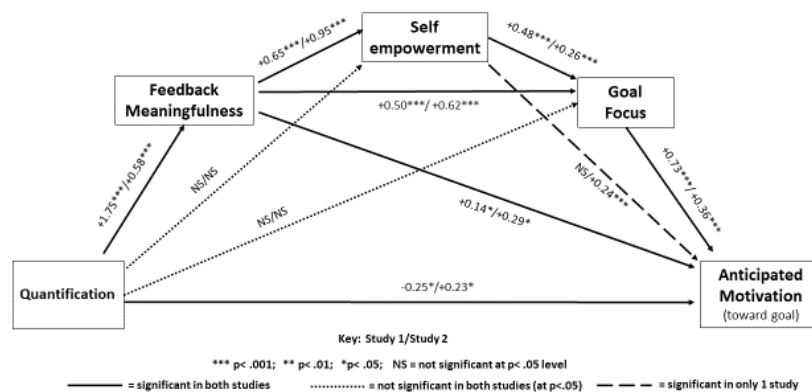 Self
empowerment
+0.65***/+0.95***
+0.48***/+0.26***
Feedback
Meaningfulness
+0.50***/+0.62***
Goal
Focus
+1.75***/+0.58***
NS/NS
NS/NS
+0.14*/+0.29*
NS/+0.24***
+0.73***/+0.36***
Quantification
-0.25*/+0.23*
Anticipated
Motivation
(toward goal)
Key: Study 1/Study 2
*** p< .001; ** p< .01; *p< .05; NS = not significant at p< .05 level
= significant in both studies
= not significant in both studies (at p<.05)
= significant in only 1 study